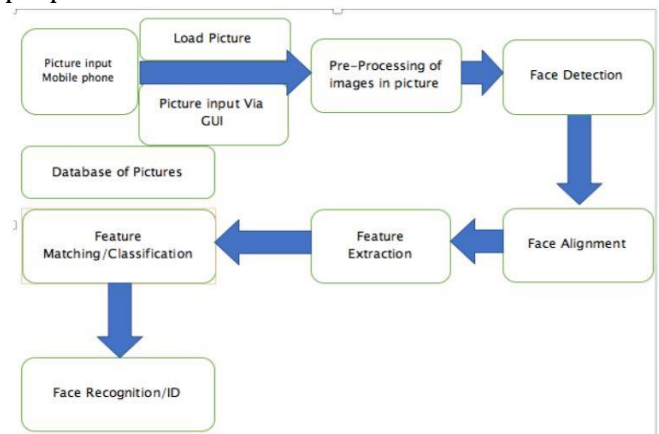 Load Picture
Picture input
Mobile phone
Pre-Processing of
images in picture
Face Detection
Picture input Via
GUI
Database of Pictures
Feature
Matching/Classification
Feature
Extraction
Face Alignment
Face Recognition/ID